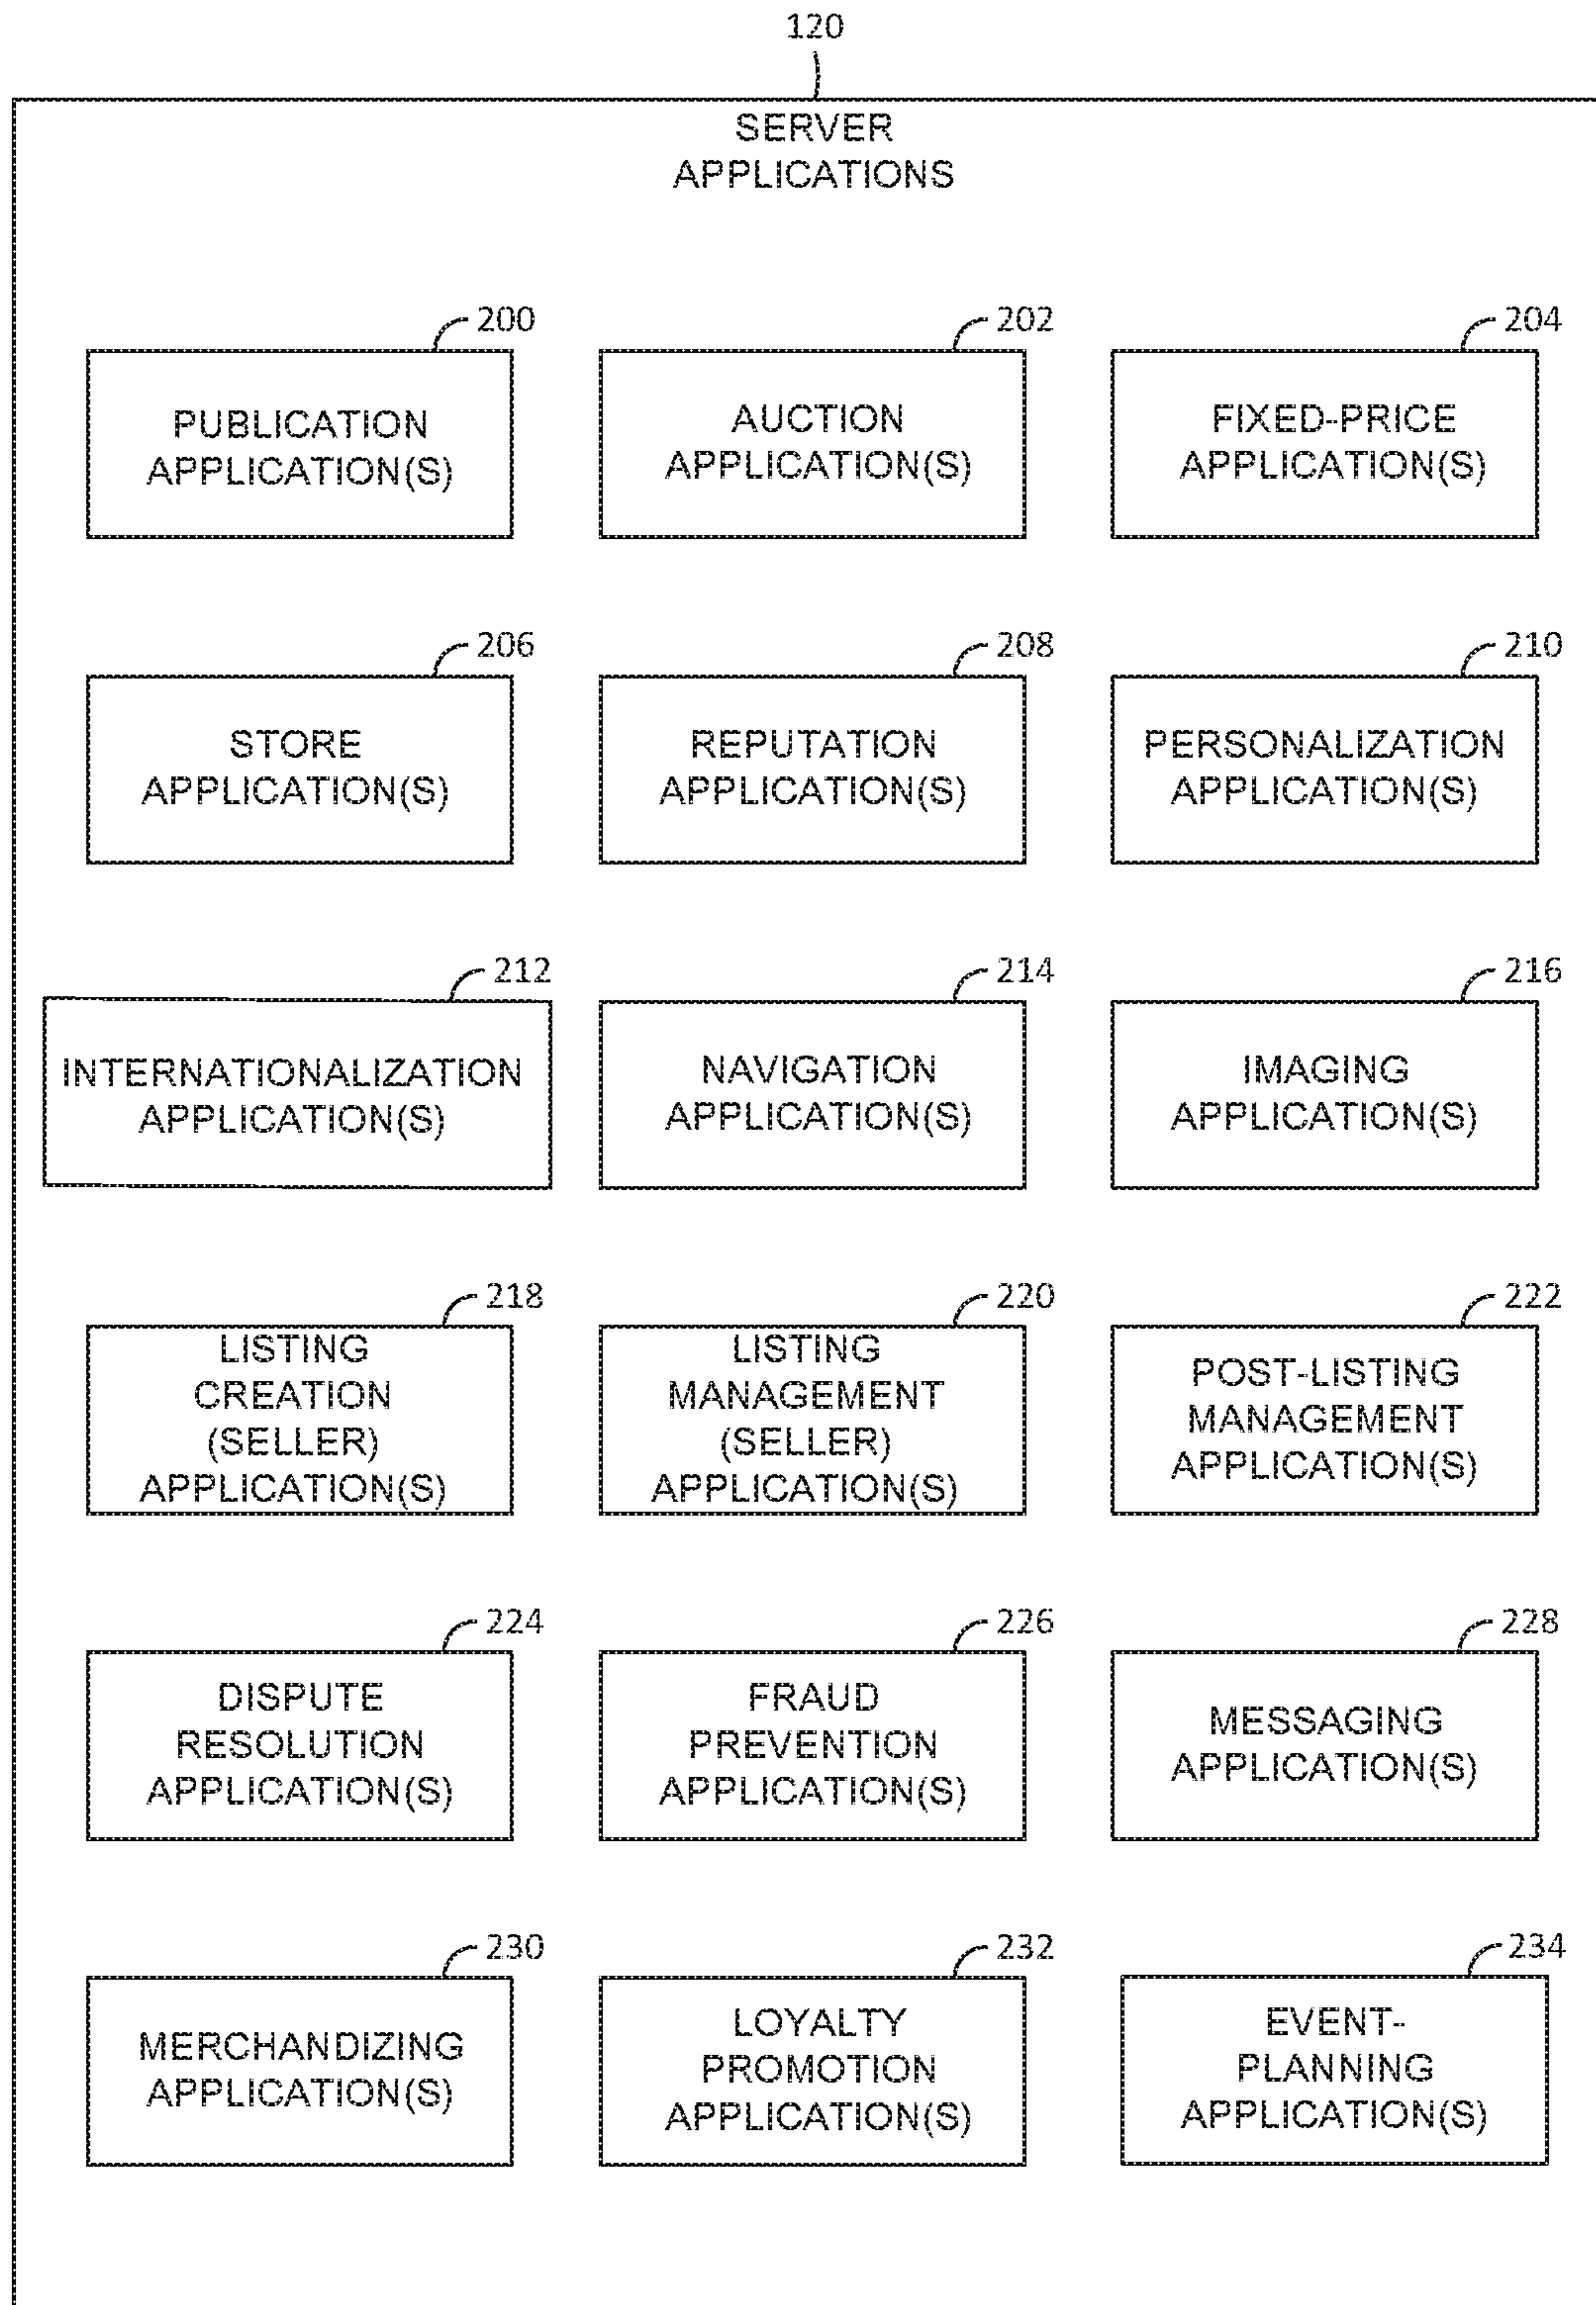 120
SERVER
APPLICATIONS
200
PUBLICATION
APPLICATION(S)
202
AUCTION
APPLICATION(S)
204
FIXED-PRICE
APPLICATION(S)
206
STORE
APPLICATION(S)
208
REPUTATION
APPLICATION(S)
210
PERSONALIZATION
APPLICATION(S)
212
INTERNATIONALIZATION
APPLICATION(S)
214
NAVIGATION
APPLICATION(S)
216
IMAGING
APPLICATION(S)
218
LISTING
CREATION
(SELLER)
APPLICATION(S)
220
LISTING
MANAGEMENT
(SELLER)
APPLICATION(S)
222
POST-LISTING
MANAGEMENT
APPLICATION(S)
224
DISPUTE
RESOLUTION
APPLICATION(S)
226
FRAUD
PREVENTION
APPLICATION(S)
228
MESSAGING
APPLICATION(S)
230
MERCHANDIZING
APPLICATION(S)
232
LOYALTY
PROMOTION
APPLICATION(S)
234
EVENT-
PLANNING
APPLICATION(S)